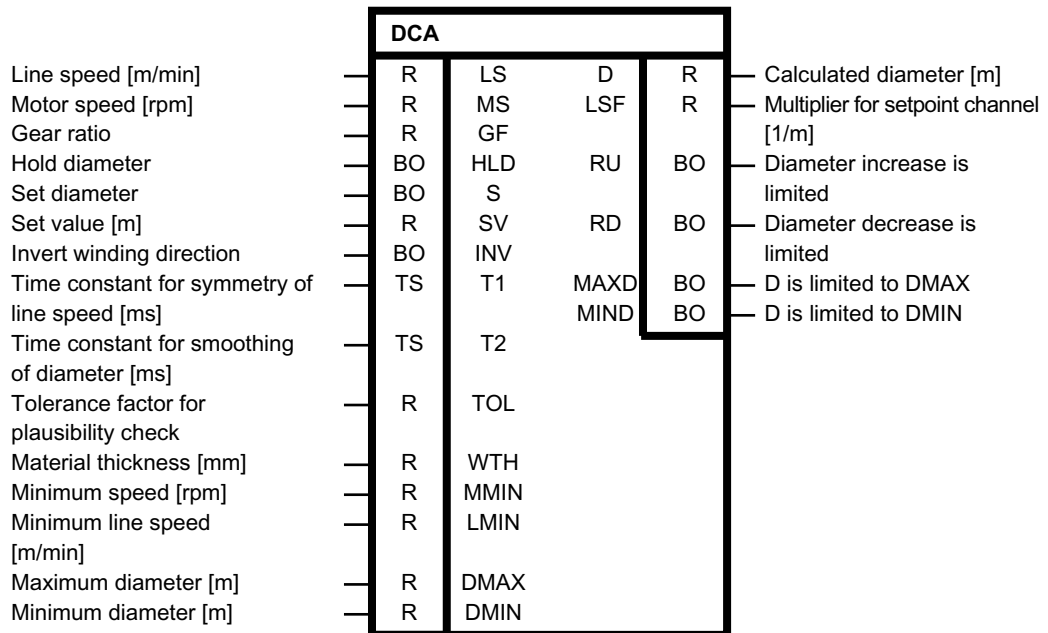 DCA
Line speed [m/min] R LS D R Calculated diameter [m]
Motor speed [rpm] R MS LSF R Multiplier for setpoint channel
Gear ratio R GF [1/m]
Hold diameter BO HLD RU BO Diameter increase is
Set diameter BO S limited
Set value [m] R SV RD BO Diameter decrease is
Invert winding direction BO INV limited
Time constant for symmetry of TS T1 MAXD BO D is limited to DMAX
line speed [ms] MIND BO D is limited to DMIN
Time constant for smoothing TS T2
of diameter [ms]
Tolerance factor for R TOL
plausibility check
Material thickness [mm] R WTH
Minimum speed [rpm] R MMIN
Minimum line speed R LMIN
[m/min]
Maximum diameter [m] R DMAX
Minimum diameter [m] R DMIN